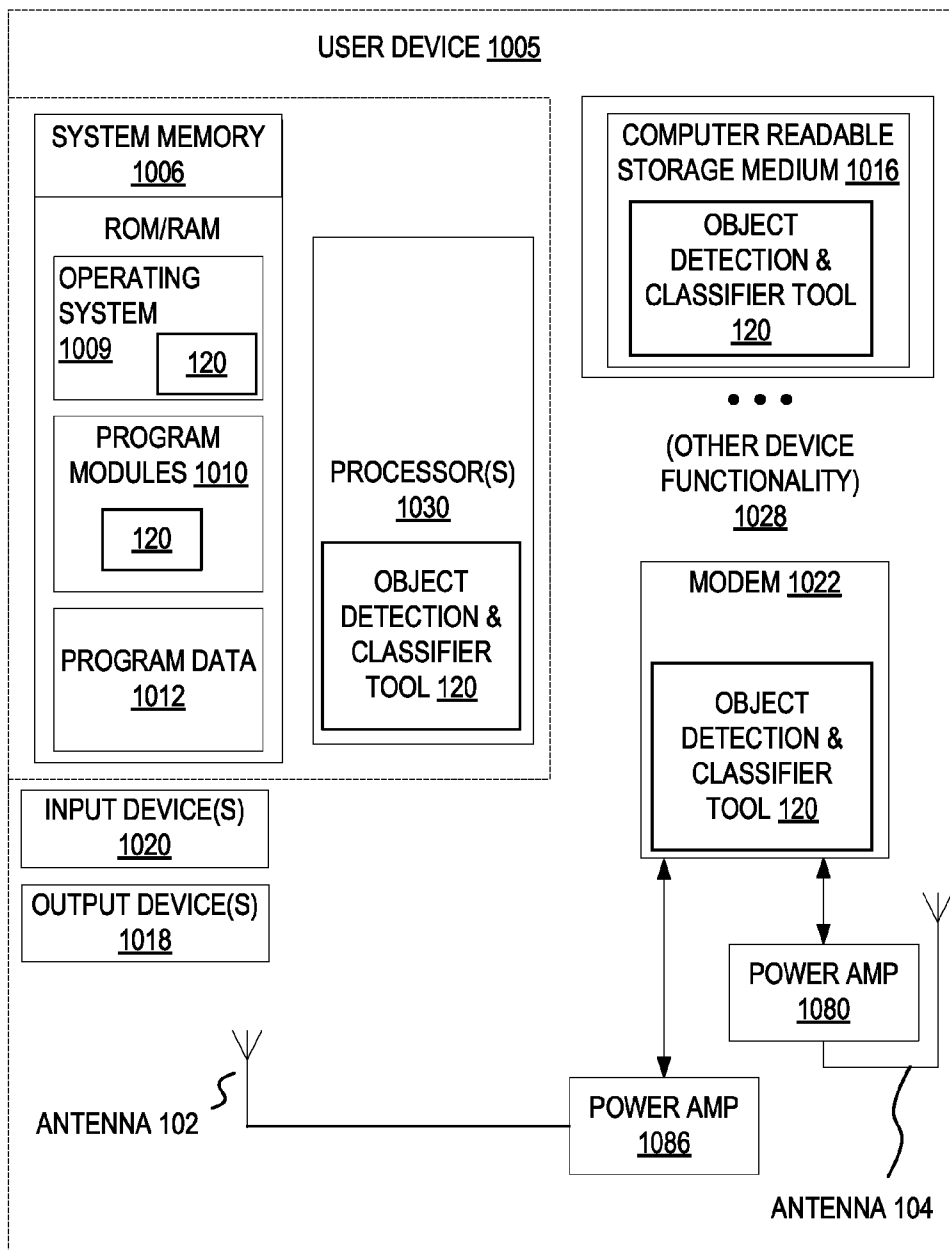 USER DEVICE 1005
SYSTEM MEMORY
1006
ROM/RAM
OPERATING
SYSTEM
1009
120
PROGRAM
MODULES 1010
120
PROGRAM DATA
1012
PROCESSOR(S)
1030
OBJECT
DETECTION &
CLASSIFIER
TOOL 120
COMPUTER READABLE
STORAGE MEDIUM 1016
OBJECT
DETECTION &
CLASSIFIER TOOL
120
(OTHER DEVICE
FUNCTIONALITY)
1028
MODEM 1022
OBJECT
DETECTION &
CLASSIFIER
TOOL 120
INPUT DEVICE(S)
1020
OUTPUT DEVICE(S)
1018
POWER AMP
1080
ANTENNA 102
POWER AMP
1086
ANTENNA 104